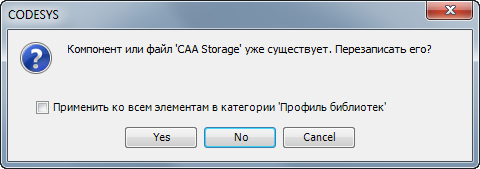 CODESYS
Компонент или файл 'CAA Storage' уже существует. Перезаписать его?
Применить ко всем элементам в категории 'Профиль библиотек'
Yes No Cancel